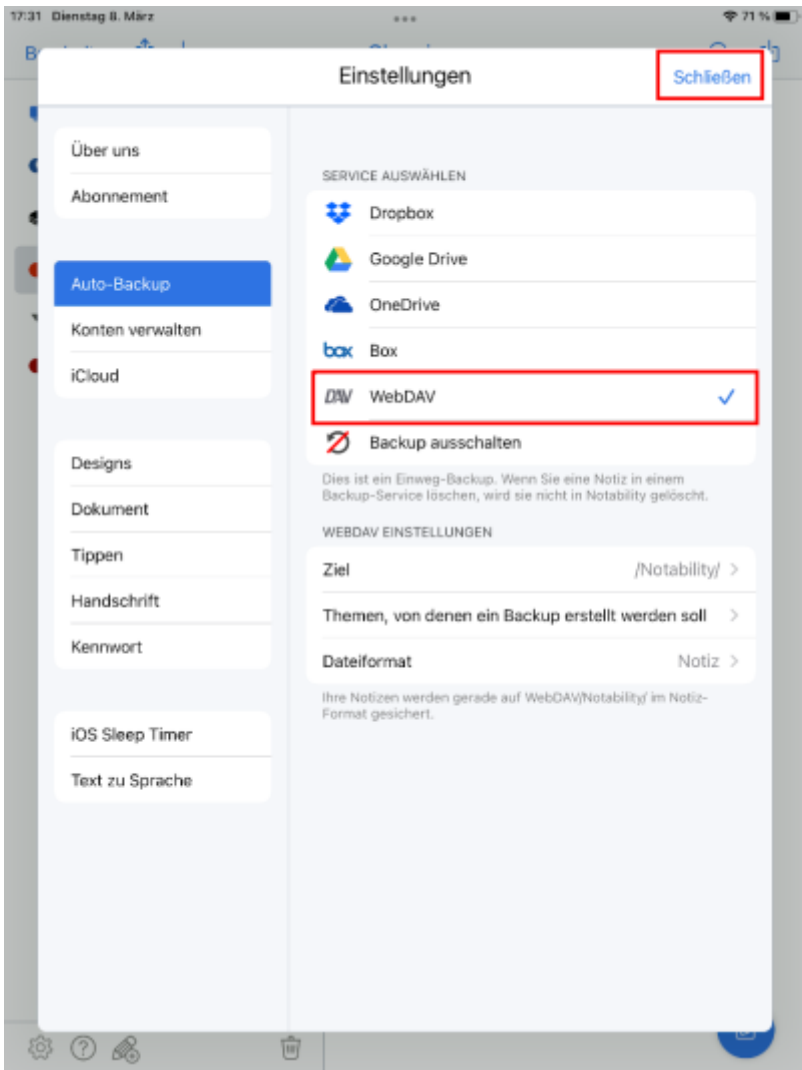 17:31 Dienstag 8. März
71 %
Einstellungen
Schließen
Über uns
Abonnement
Auto-Backup
Konten verwalten
iCloud
Designs
Dokument
Tippen
Handschrift
Kennwort
iOS Sleep Timer
Text zu Sprache
SERVICE AUSWÄHLEN
Dropbox
Google Drive
OneDrive
box Box
DAV WebDAV
Backup ausschalten
Dies ist ein Einweg-Backup. Wenn Sie eine Notiz in einem
Backup-Service löschen, wird sie nicht in Notability gelöscht.
WEBDAV EINSTELLUNGEN
Ziel /Notability/
Themen, von denen ein Backup erstellt werden soll
Dateiformat Notiz
Ihre Notizen werden gerade auf WebDAV/Notability/ im Notiz-
Format gesichert.